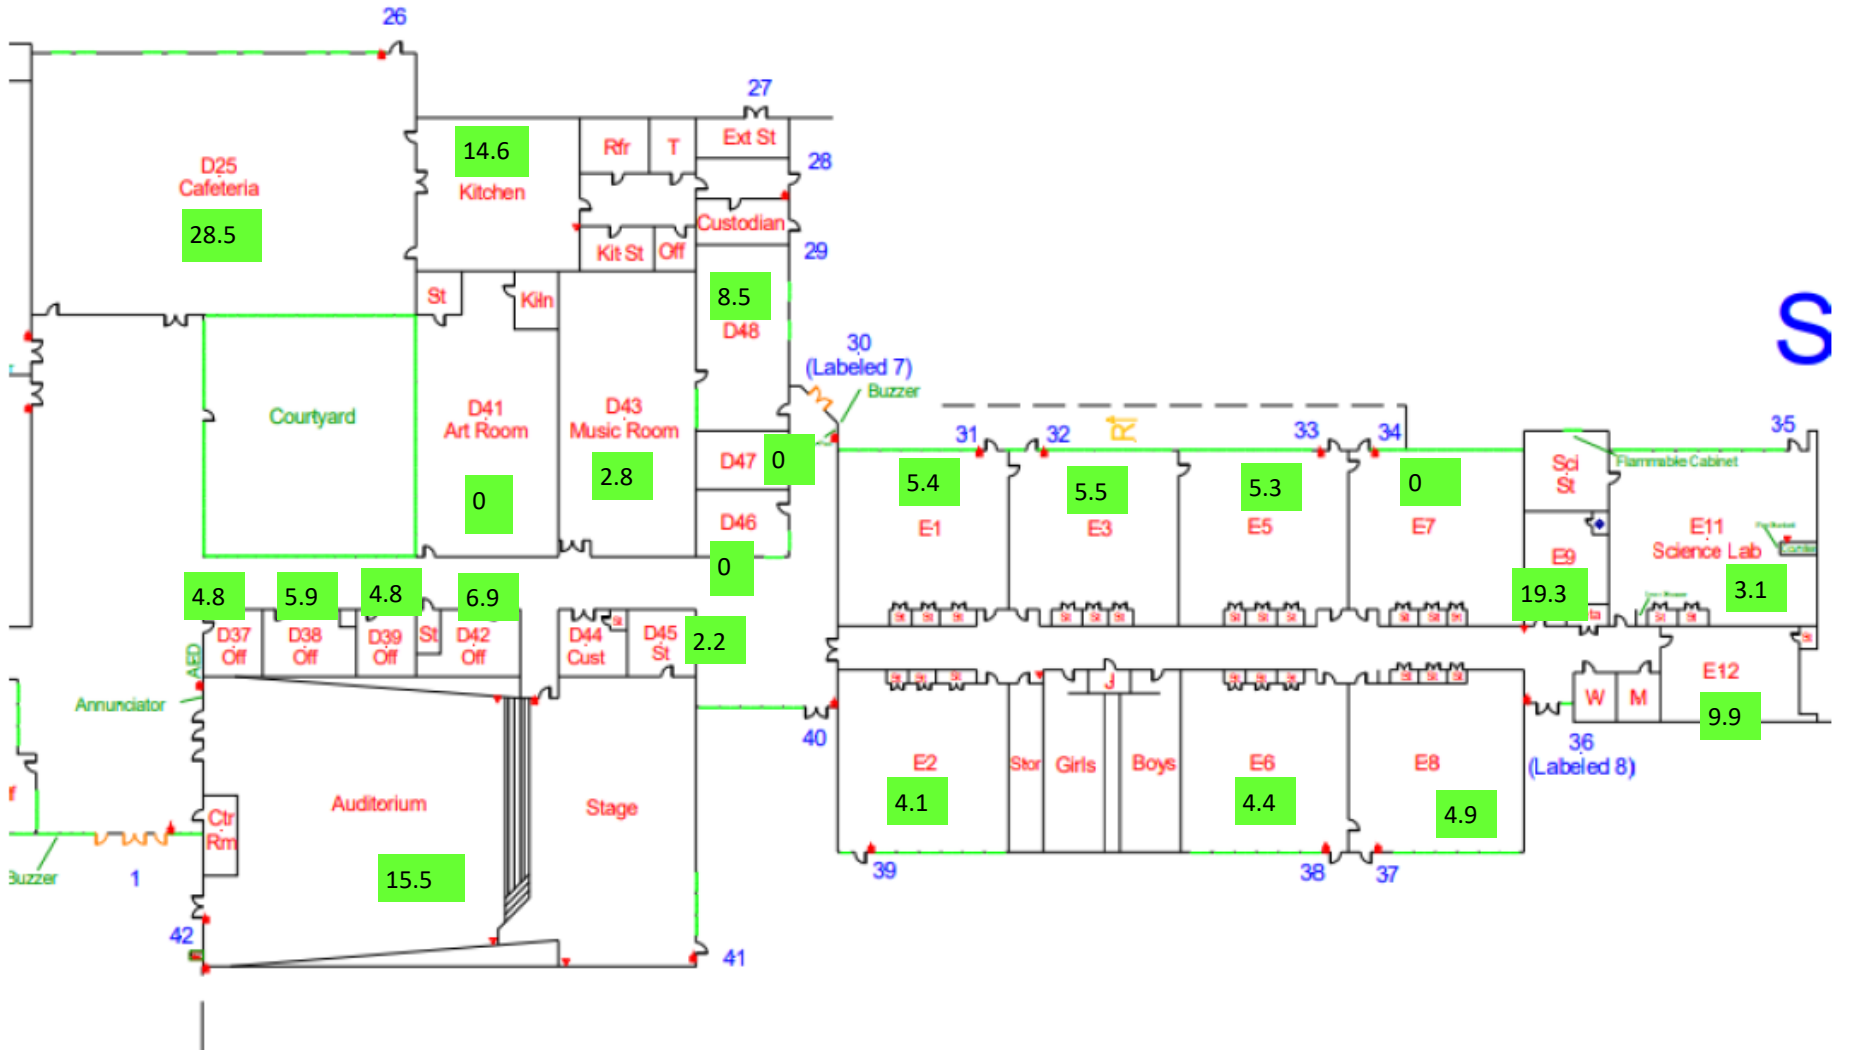 26
27
D25
Cafeteria
28.5
14.6
Kitchen
Rfr
T
Ext St
28
Custodian
Kit St
Off
29
St
Kiln
8.5
D48
30
(Labeled 7)
Buzzer
Courtyard
D41
Art Room
0
D43
Music Room
2.8
D47
0
D46
0
S
31
32
R1
33
34
35
5.4
E1
5.5
E3
5.3
E5
0
E7
Sci
St
Flammable Cabinet
E9
19.3
E11
Science Lab
3.1
4.8
5.9
4.8
6.9
D37
Off
D38
Off
D39
Off
St
D42
Off
D44
Cust
St
D45
St
2.2
AED
Annunciator
J
E12
9.9
W
M
36
(Labeled 8)
40
E2
4.1
Stor
Girls
Boys
E6
4.4
E8
4.9
39
38
37
Auditorium
15.5
Stage
Ctr
Rm
Buzzer
1
42
41